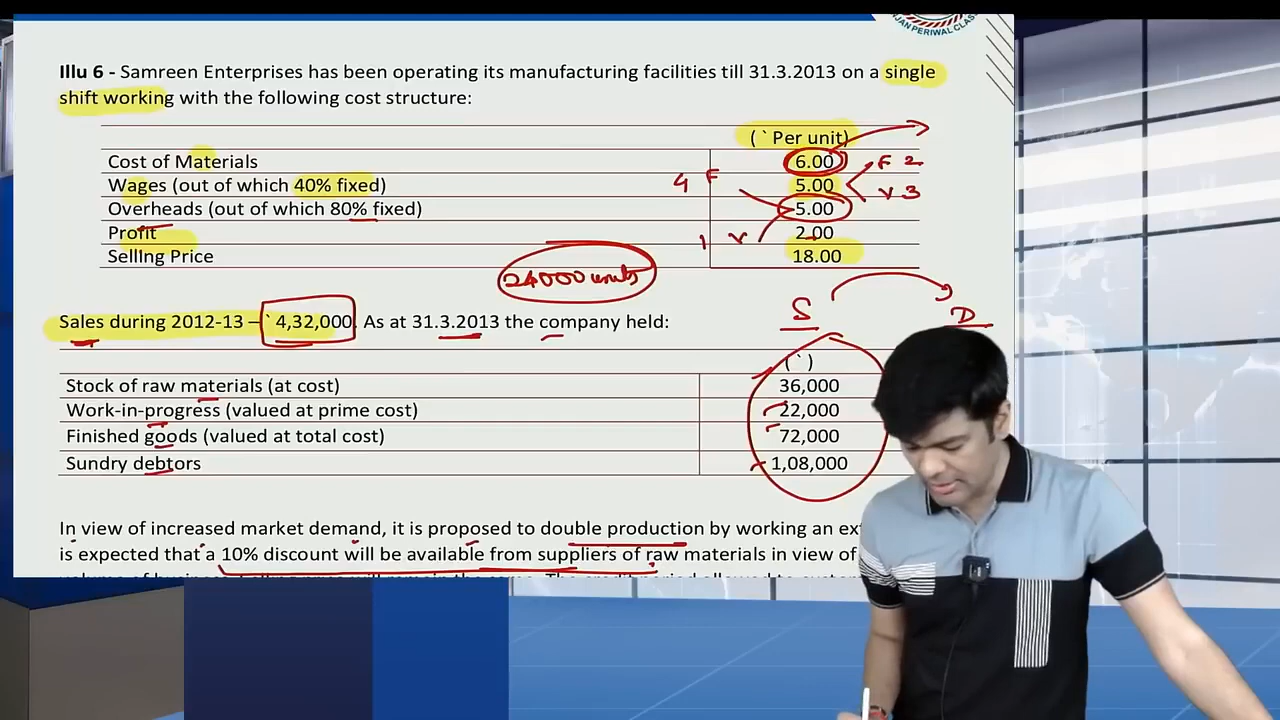 JAN PERIWAL CLAS
Illu 6 - Samreen Enterprises has been operating its manufacturing facilities till 31.3.2013 on a single
shift working with the following cost structure:
(` Per unit)
Cost of Materials 6.00
F 2
Wages (out of which 40% fixed) 5.00
4 F
V 3
Overheads (out of which 80% fixed) 5.00
Profit 2.00
1 V
Sellng Price 18.00
24000 units
S D
Sales during 2012-13 – ` 4,32,000. As at 31.3.2013 the company held:
(`)
Stock of raw materials (at cost) 36,000
Work-in-progress (valued at prime cost) 22,000
Finished goods (valued at total cost) 72,000
Sundry debtors 1,08,000
In view of increased market demand, it is proposed to double production by working an ex
is expected that a 10% discount will be available from suppliers of raw materials in view of